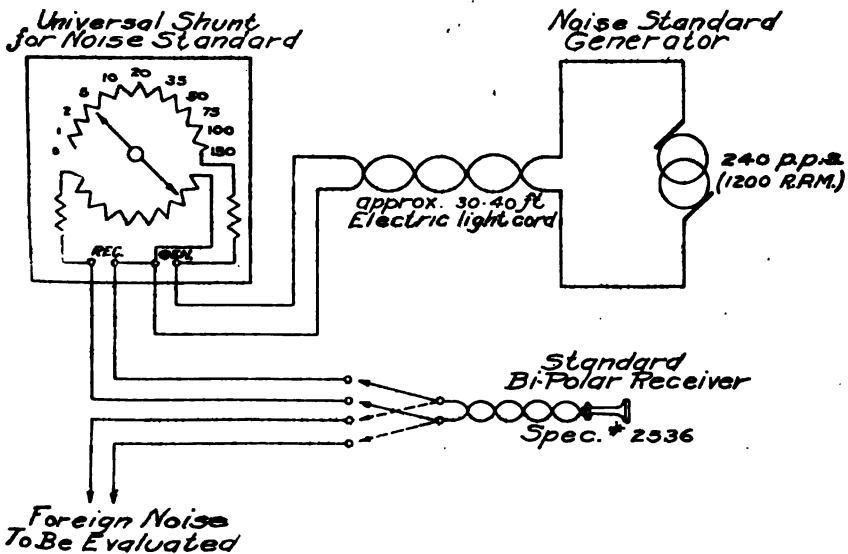 Universal Shunt
for Noise Standard
Noise Standard
Generator
0
1
2
5
10
20
35
50
75
100
150
REC.
GEN.
240 p.p.s.
(1200 R.P.M.)
approx. 30-40 ft
Electric light cord
Standard
Bi-Polar Receiver
Spec. # 2536
Foreign Noise
To Be Evaluated